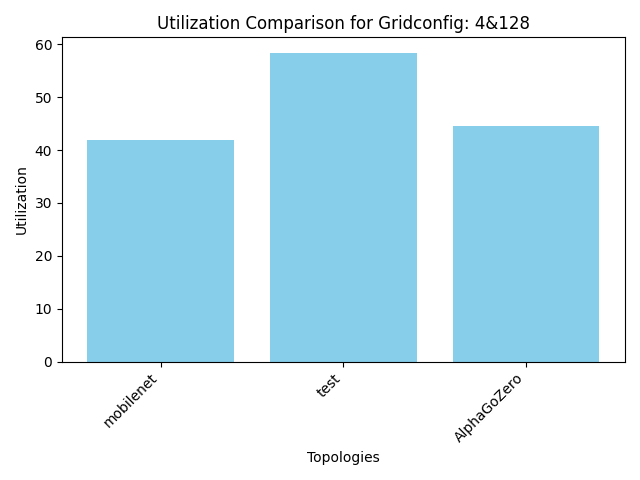 Utilization Comparison for Gridconfig: 4&128
60
50
40
30
20
10
0
Utilization
mobilenet
test
AlphaGoZero
Topologies